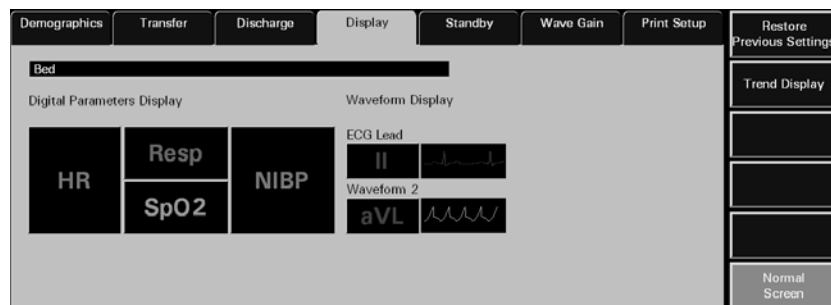 Demographics
Transfer
Discharge
Display
Standby
Wave Gain
Print Setup
Restore
Previous Settings
Bed
Trend Display
Digital Parameters Display
Waveform Display
ECG Lead
HR
Resp
SpO2
NIBP
II
Waveform 2
aVL
Normal
Screen